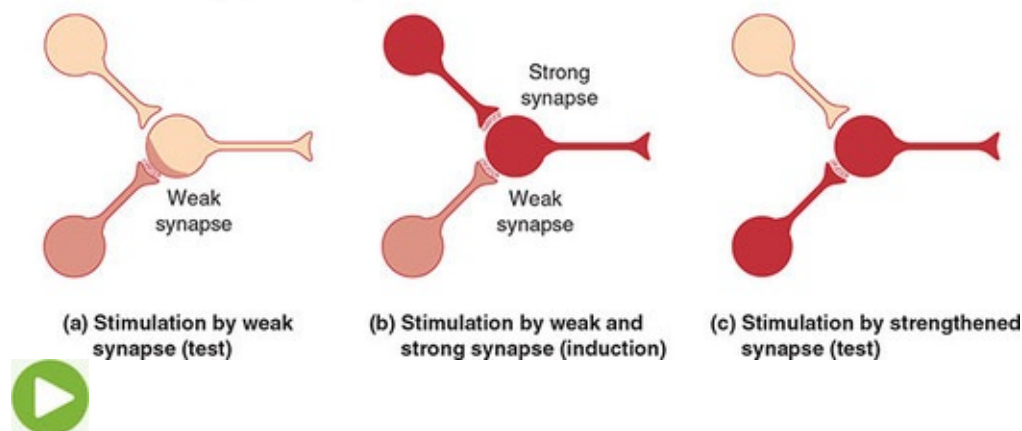 Strong
synapse
Weak
synapse
Weak
synapse
(a) Stimulation by weak
synapse (test)
(b) Stimulation by weak and
strong synapse (induction)
(c) Stimulation by strengthened
synapse (test)